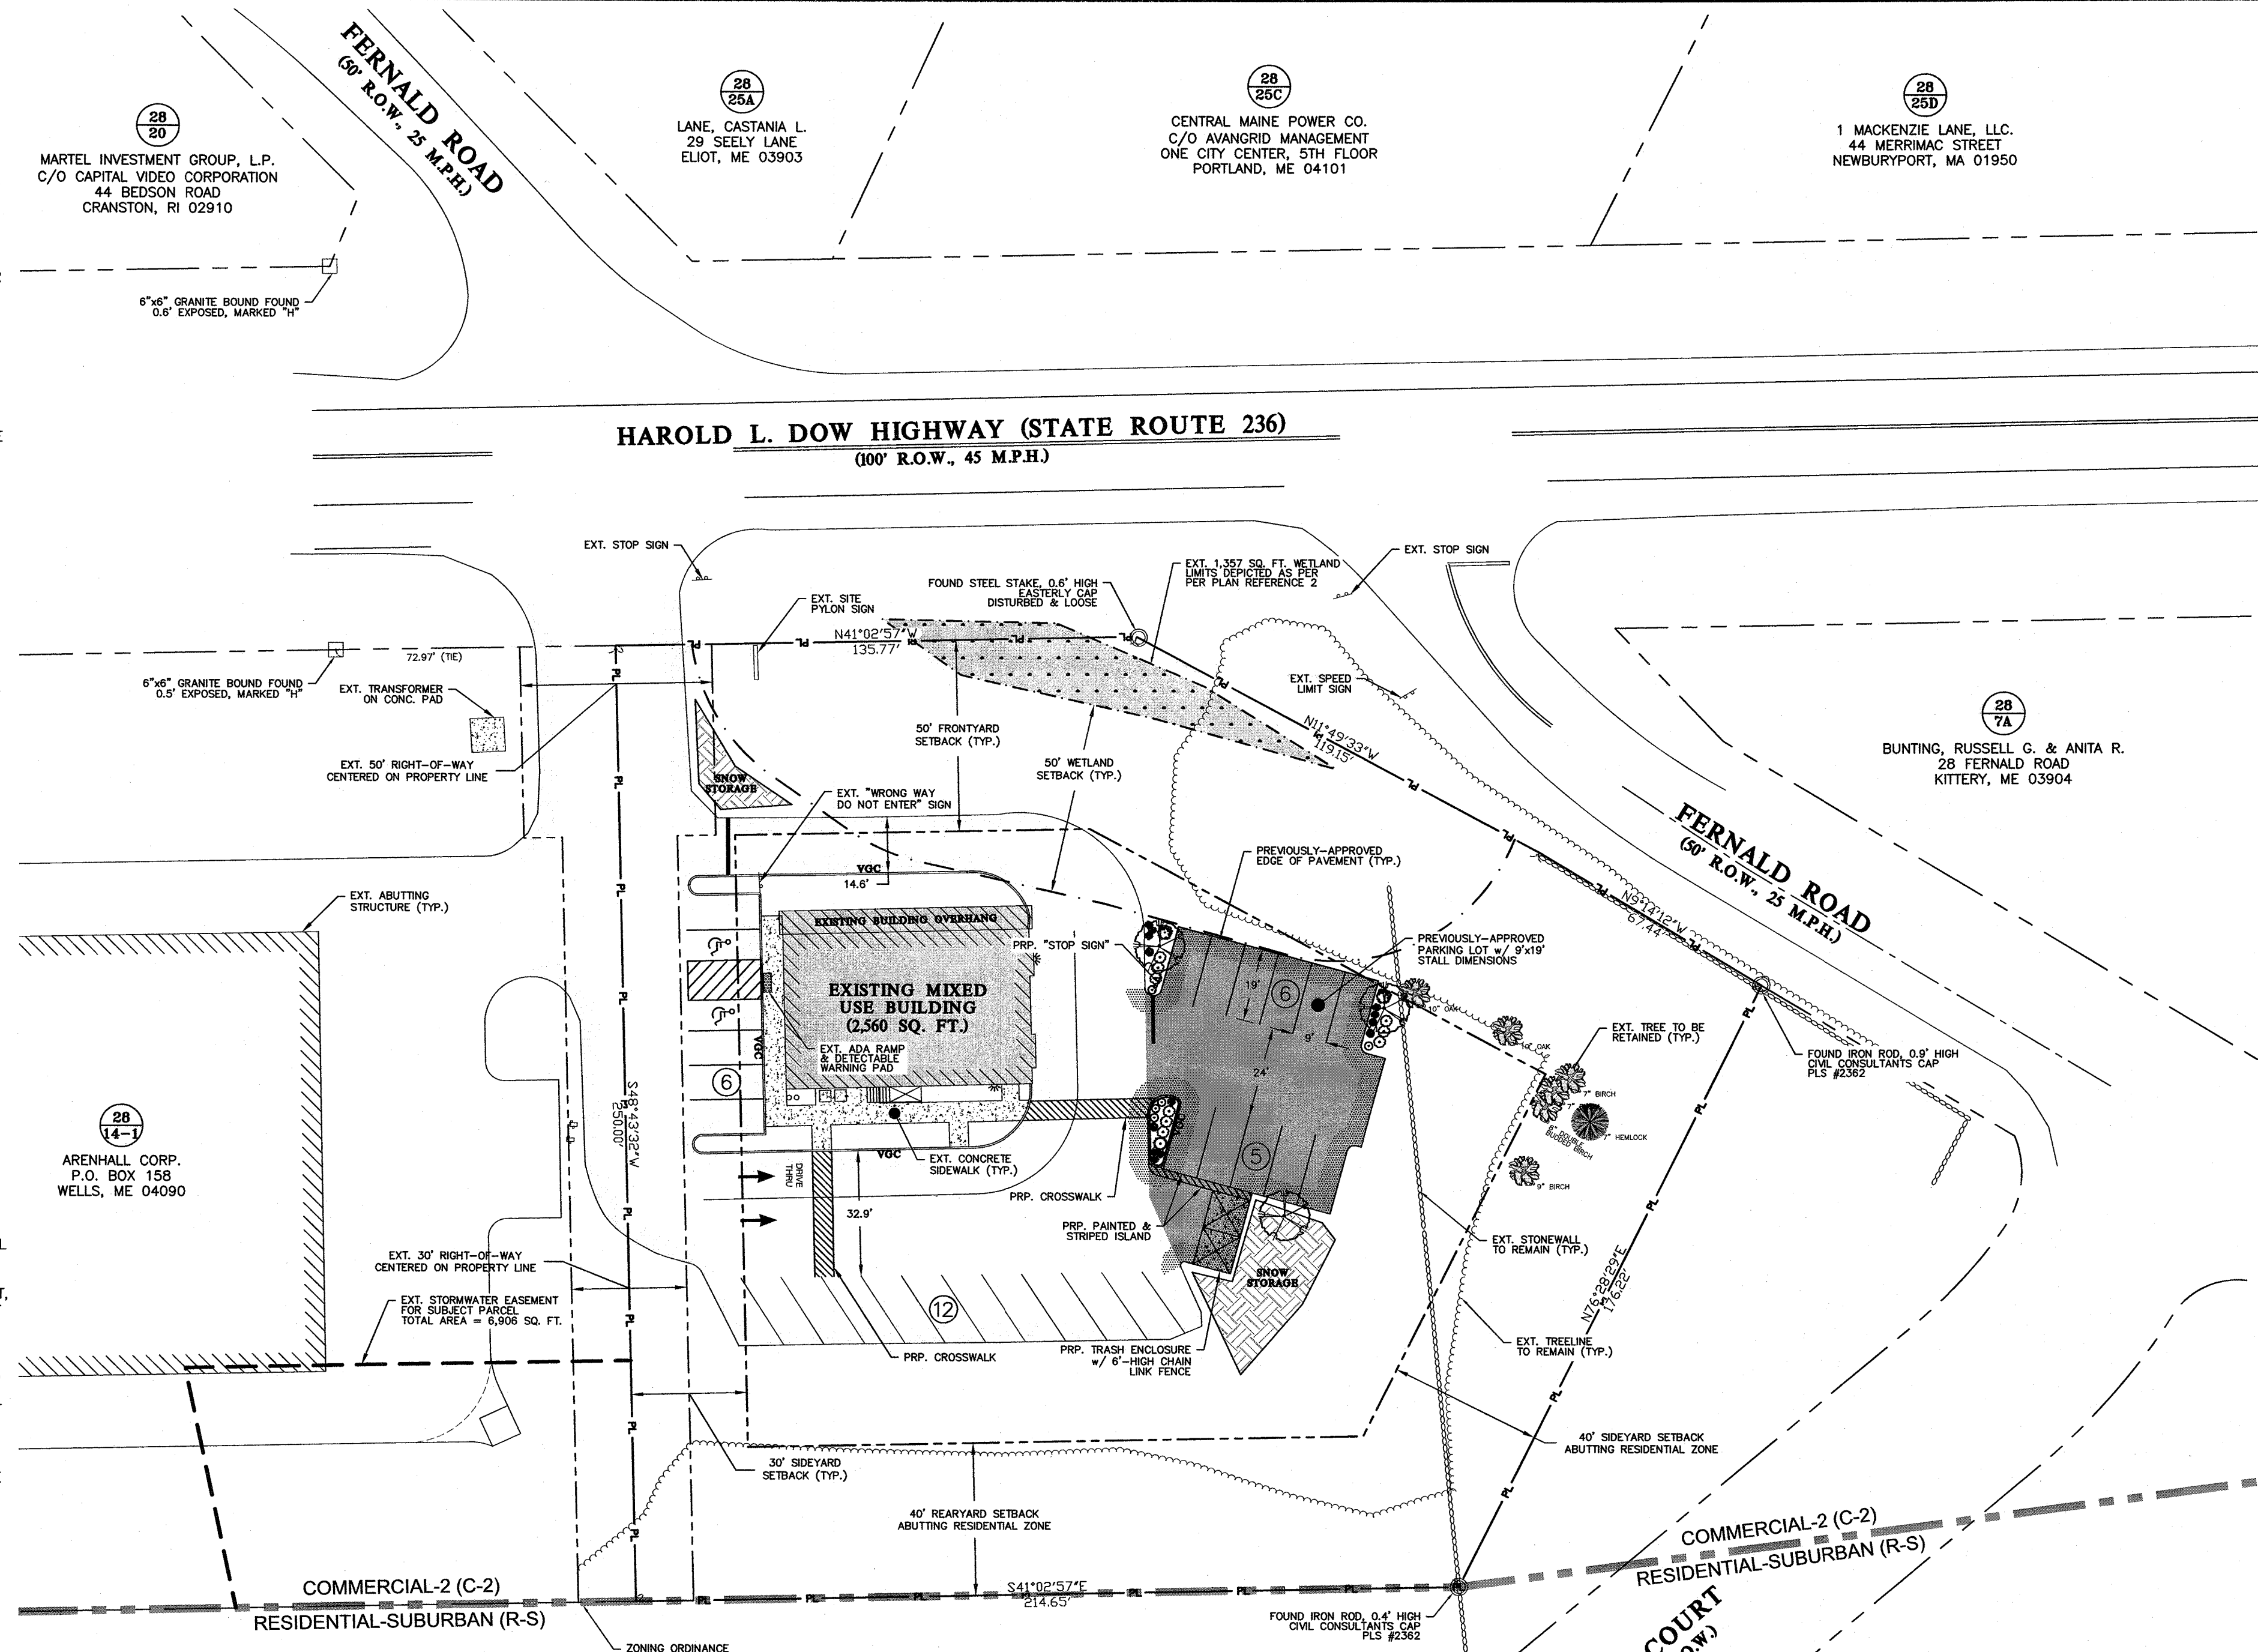 FERNALD ROAD
(50' R.O.W., 25 M.P.H.)
28
20
MARTEL INVESTMENT GROUP, L.P.
C/O CAPITAL VIDEO CORPORATION
44 BEDSON ROAD
CRANSTON, RI 02910
28
25A
LANE, CASTANIA L.
29 SEELY LANE
ELIOT, ME 03903
28
25C
CENTRAL MAINE POWER CO.
C/O AVANGRID MANAGEMENT
ONE CITY CENTER, 5TH FLOOR
PORTLAND, ME 04101
28
25D
1 MACKENZIE LANE, LLC.
44 MERRIMAC STREET
NEWBURYPORT, MA 01950
6"x6" GRANITE BOUND FOUND
0.6' EXPOSED, MARKED "H"
HAROLD L. DOW HIGHWAY (STATE ROUTE 236)
(100' R.O.W., 45 M.P.H.)
EXT. STOP SIGN
EXT. SITE
PYLON SIGN
FOUND STEEL STAKE, 0.6' HIGH
EASTERLY CAP
DISTURBED & LOOSE
EXT. 1,357 SQ. FT. WETLAND
LIMITS DEPICTED AS PER
PER PLAN REFERENCE 2
EXT. STOP SIGN
N41°02'57"W
135.77'
72.97' (TIE)
6"x6" GRANITE BOUND FOUND
0.5' EXPOSED, MARKED "H"
EXT. TRANSFORMER
ON CONC. PAD
EXT. 50' RIGHT-OF-WAY
CENTERED ON PROPERTY LINE
EXT. SPEED
LIMIT SIGN
N11°49'33"W
119.15'
50' FRONTYARD
SETBACK (TYP.)
50' WETLAND
SETBACK (TYP.)
SNOW
STORAGE
EXT. "WRONG WAY
DO NOT ENTER" SIGN
28
7A
BUNTING, RUSSELL G. & ANITA R.
28 FERNALD ROAD
KITTERY, ME 03904
FERNALD ROAD
(50' R.O.W., 25 M.P.H.)
N9°14'12"W
67.44'
PREVIOUSLY-APPROVED
EDGE OF PAVEMENT (TYP.)
VGC
14.6'
EXT. ABUTTING
STRUCTURE (TYP.)
EXISTING BUILDING OVERHANG
PRP. "STOP SIGN"
PREVIOUSLY-APPROVED
PARKING LOT w/ 9'x19'
STALL DIMENSIONS
EXISTING MIXED
USE BUILDING
(2,560 SQ. FT.)
19'
6
9'
24'
10" OAK
10" OAK
EXT. TREE TO BE
RETAINED (TYP.)
FOUND IRON ROD, 0.9' HIGH
CIVIL CONSULTANTS CAP
PLS #2362
EXT. ADA RAMP
& DETECTABLE
WARNING PAD
VGC
6
S48°43'32"W
250.00'
7" BIRCH
7" HEMLOCK
8" DOUBLE
BUDDED BIRCH
9" BIRCH
28
14-1
ARENHALL CORP.
P.O. BOX 158
WELLS, ME 04090
VGC
VGC
5
EXT. CONCRETE
SIDEWALK (TYP.)
DRIVE
THRU
PRP. CROSSWALK
32.9'
PRP. PAINTED &
STRIPED ISLAND
EXT. STONEWALL
TO REMAIN (TYP.)
EXT. 30' RIGHT-OF-WAY
CENTERED ON PROPERTY LINE
SNOW
STORAGE
N76°28'29"E
176.22'
EXT. STORMWATER EASEMENT
FOR SUBJECT PARCEL
TOTAL AREA = 6,906 SQ. FT.
12
PRP. CROSSWALK
PRP. TRASH ENCLOSURE
w/ 6'-HIGH CHAIN
LINK FENCE
EXT. TREELINE
TO REMAIN (TYP.)
30' SIDEYARD
SETBACK (TYP.)
40' SIDEYARD SETBACK
ABUTTING RESIDENTIAL ZONE
40' REARYARD SETBACK
ABUTTING RESIDENTIAL ZONE
COMMERCIAL-2 (C-2)
RESIDENTIAL-SUBURBAN (R-S)
COMMERCIAL-2 (C-2)
RESIDENTIAL-SUBURBAN (R-S)
S41°02'57"E
214.65'
FOUND IRON ROD, 0.4' HIGH
CIVIL CONSULTANTS CAP
PLS #2362
COURT
ZONING ORDINANCE